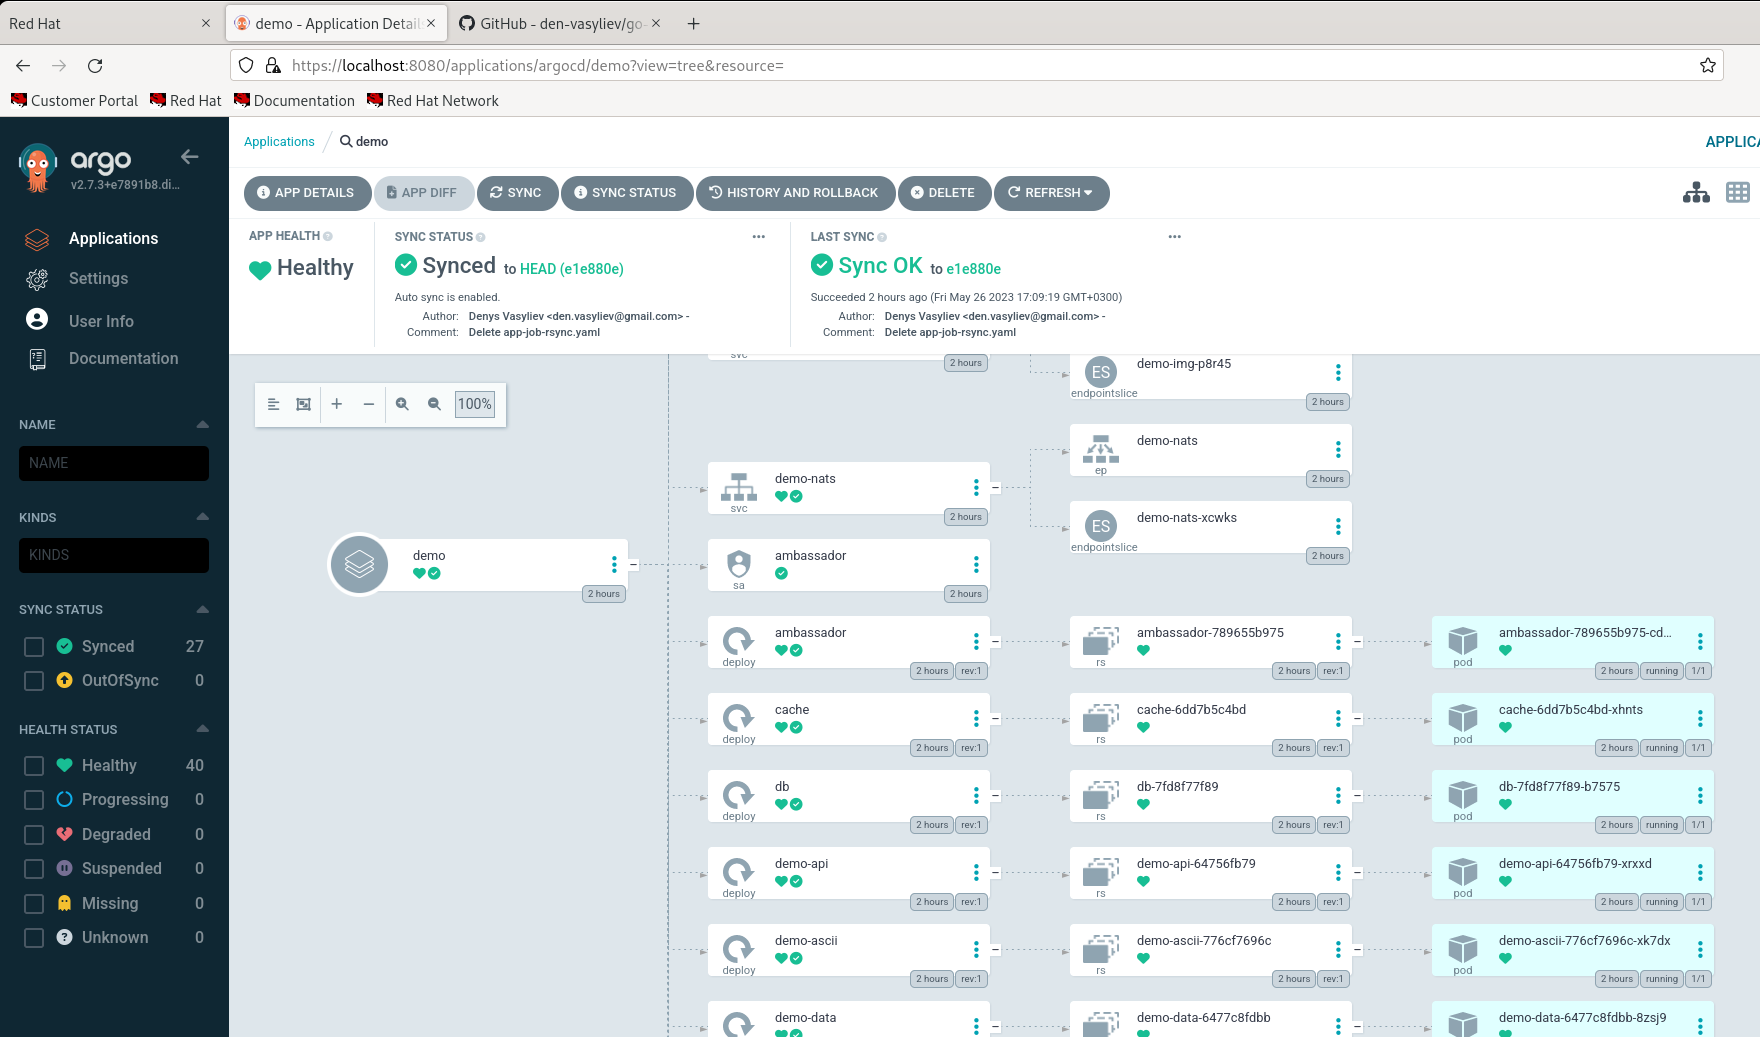 Red Hat
demo - Application Detail
GitHub - den-vasyliev/go-
https://localhost:8080/applications/argocd/demo?view=tree&resource=
Customer Portal Red Hat Documentation Red Hat Network
argo
v2.7.3+e7891b8.di...
Applications
Settings
User Info
Documentation
NAME
NAME
KINDS
KINDS
SYNC STATUS
Synced 27
OutOfSync 0
HEALTH STATUS
Healthy 40
Progressing 0
Degraded 0
Suspended 0
Missing 0
Unknown 0
Applications / demo
APPLICA
APP DETAILS APP DIFF SYNC SYNC STATUS HISTORY AND ROLLBACK DELETE REFRESH
APP HEALTH
Healthy
SYNC STATUS
Synced to HEAD (e1e880e)
Auto sync is enabled.
Author: Denys Vasyliev <den.vasyliev@gmail.com> -
Comment: Delete app-job-rsync.yaml
LAST SYNC
Sync OK to e1e880e
Succeeded 2 hours ago (Fri May 26 2023 17:09:19 GMT+0300)
Author: Denys Vasyliev <den.vasyliev@gmail.com> -
Comment: Delete app-job-rsync.yaml
100%
svc
2 hours
demo-img-p8r45
ES
endpointslice
2 hours
demo-nats
svc
2 hours
demo-nats
ep
2 hours
demo-nats-xcwks
ES
endpointslice
2 hours
demo
2 hours
ambassador
sa
2 hours
ambassador
deploy
2 hours rev:1
ambassador-789655b975
rs
2 hours rev:1
ambassador-789655b975-cd...
pod
2 hours running 1/1
cache
deploy
2 hours rev:1
cache-6dd7b5c4bd
rs
2 hours rev:1
cache-6dd7b5c4bd-xhnts
pod
2 hours running 1/1
db
deploy
2 hours rev:1
db-7fd8f77f89
rs
2 hours rev:1
db-7fd8f77f89-b7575
pod
2 hours running 1/1
demo-api
deploy
2 hours rev:1
demo-api-64756fb79
rs
2 hours rev:1
demo-api-64756fb79-xrxxd
pod
2 hours running 1/1
demo-ascii
deploy
2 hours rev:1
demo-ascii-776cf7696c
rs
2 hours rev:1
demo-ascii-776cf7696c-xk7dx
pod
2 hours running 1/1
demo-data
demo-data-6477c8fdbb
demo-data-6477c8fdbb-8zsj9